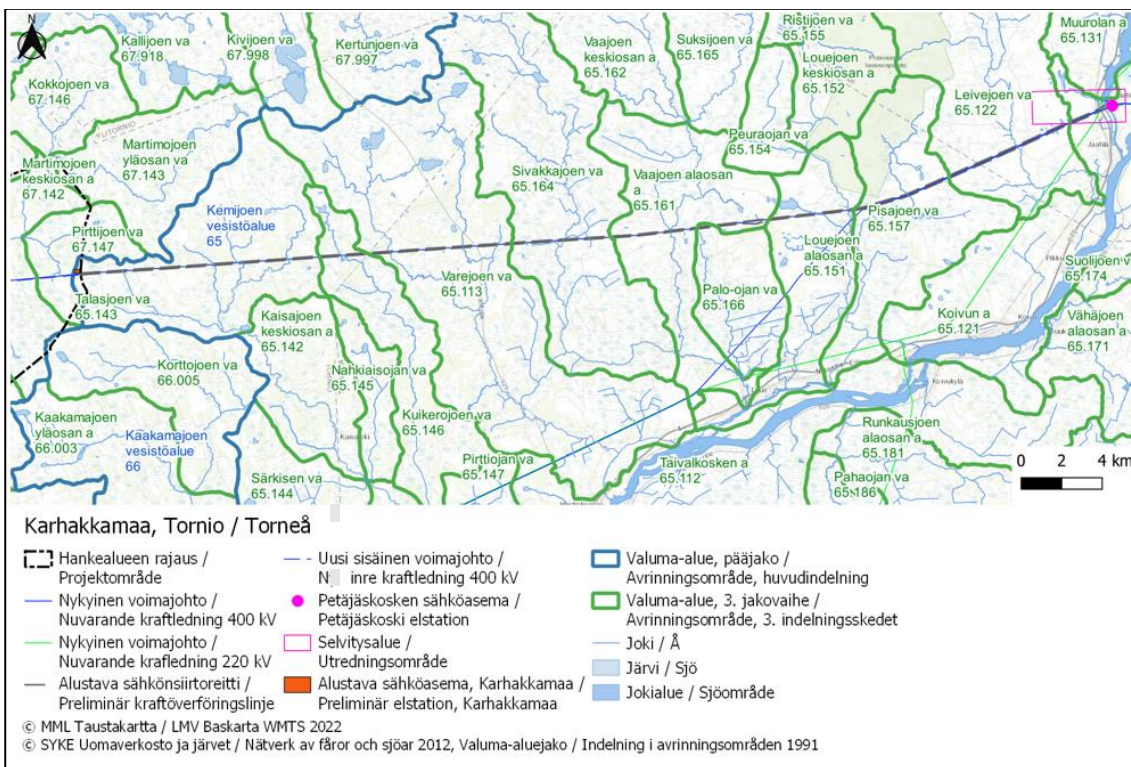 N
Kallijoen va
67.918
Kivijoen va
67.998
Kertunjoen va
67.997
Vaajoen
keskiosan a
65.162
Suksijoen va
65.165
Ristijoen va
65.155
Muurolan a
65.131
Kokkojoen va
67.146
Louejoen
keskiosan a
65.152
Leivejoen va
65.122
YLITORNIO
Martimojoen
keskiosan a
67.142
Martimojoen
yläosan va
67.143
Peuraojan va
65.154
Jaatila
Sivakkajoen va
65.164
Vaajoen alaosan
a
65.161
Kemijoen
vesistöalue
65
Pirttijoen va
67.147
Pisajoen va
65.157
Louejoen
alaosan a
65.151
Suolijoen va
65.174
Varejoen va
65.113
Palo-ojan va
65.166
Talasjoen va
65.143
Kaisajoen
keskiosan a
65.142
Koivun a
65.121
Vähäjoen
alaosan a
65.171
Korttojoen va
66.005
Nahkiaisojan va
65.145
Koivukylä
Kaakamajoen
yläosan a
66.003
Kuikerojoen va
65.146
Runkausjoen
alaosan a
65.181
Kaakamajoen
vesistöalue
66
Pirttiojan va
65.147
Taivalkosken a
65.112
Särkisen va
65.144
Pahaojan va
65.186
0 2 4 km
Karhakkamaa, Tornio / Torneå
Hankealueen rajaus /
Projektområde
Nykyinen voimajohto /
Nuvarande kraftledning 400 kV
Nykyinen voimajohto /
Nuvarande krafledning 220 kV
Alustava sähkönsiirtoreitti /
Preliminär kraftöverföringslinje
Uusi sisäinen voimajohto /
inre kraftledning 400 kV
Petäjäskosken sähköasema /
Petäjäskoski elstation
Selvitysalue /
Utredningsområde
Alustava sähköasema, Karhakkamaa /
Preliminär elstation, Karhakkamaa
Valuma-alue, pääjako /
Avrinningsområde, huvudindelning
Valuma-alue, 3. jakovaihe /
Avrinningsområde, 3. indelningsskedet
Joki / Å
Järvi / Sjö
Jokialue / Sjöområde
© MML Taustakartta / LMV Baskarta WMTS 2022
© SYKE Uomaverkosto ja järvet / Nätverk av fåror och sjöar 2012, Valuma-aluejako / Indelning i avrinningsområden 1991